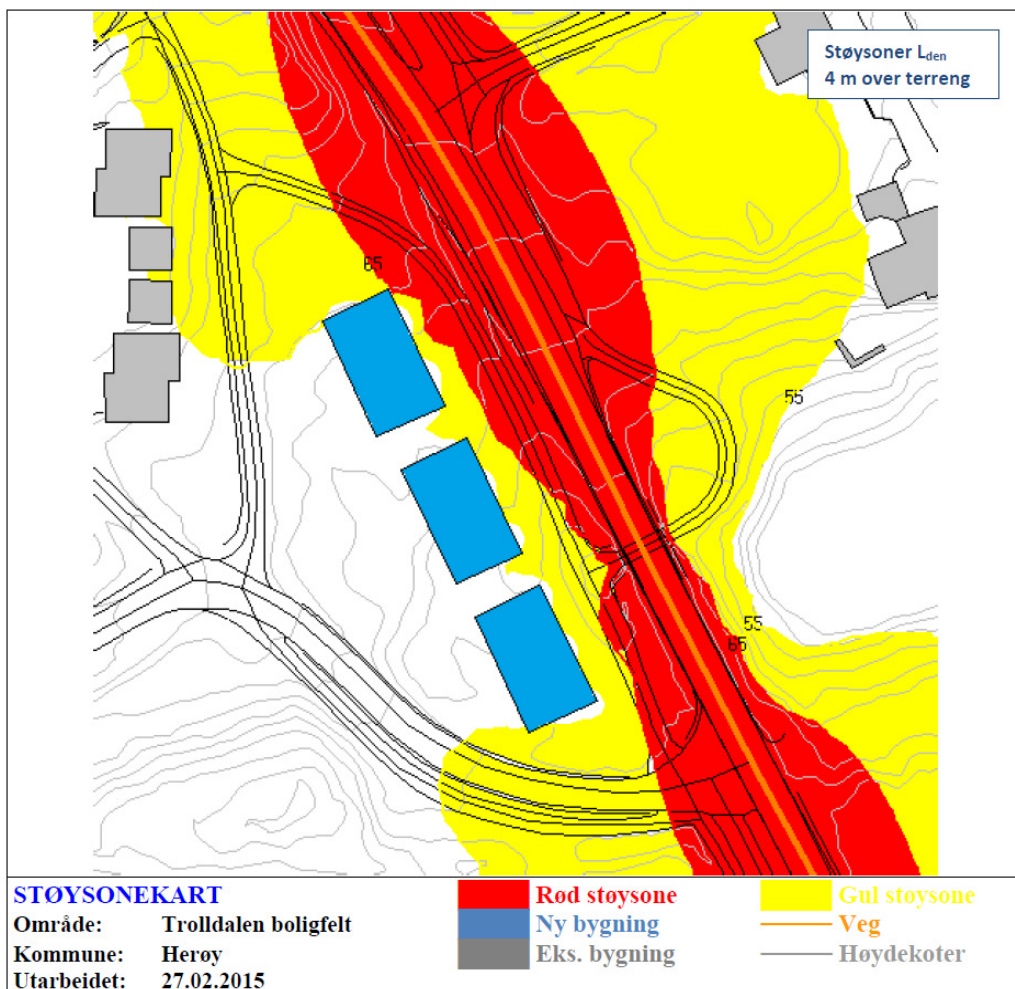 Støysoner Lden
4 m over terreng
65
55
55
65
STØYSONEKART
Område: Trolldalen boligfelt
Kommune: Herøy
Utarbeidet: 27.02.2015
Rød støysone
Ny bygning
Eks. bygning
Gul støysone
Veg
Høydekoter